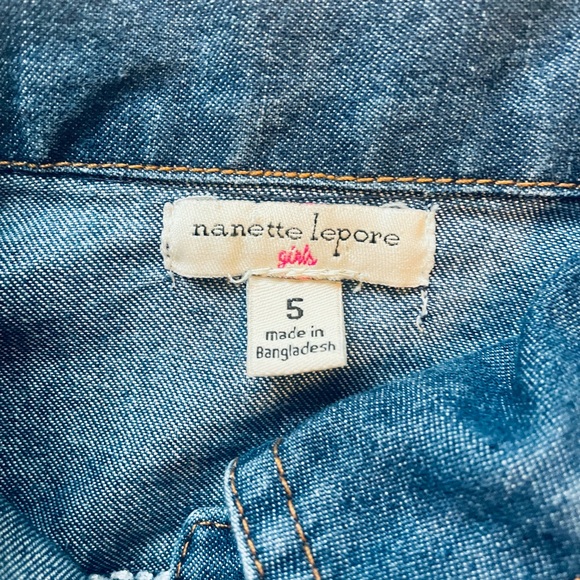 nanette lepore
girls
5
made in
Bangladesh